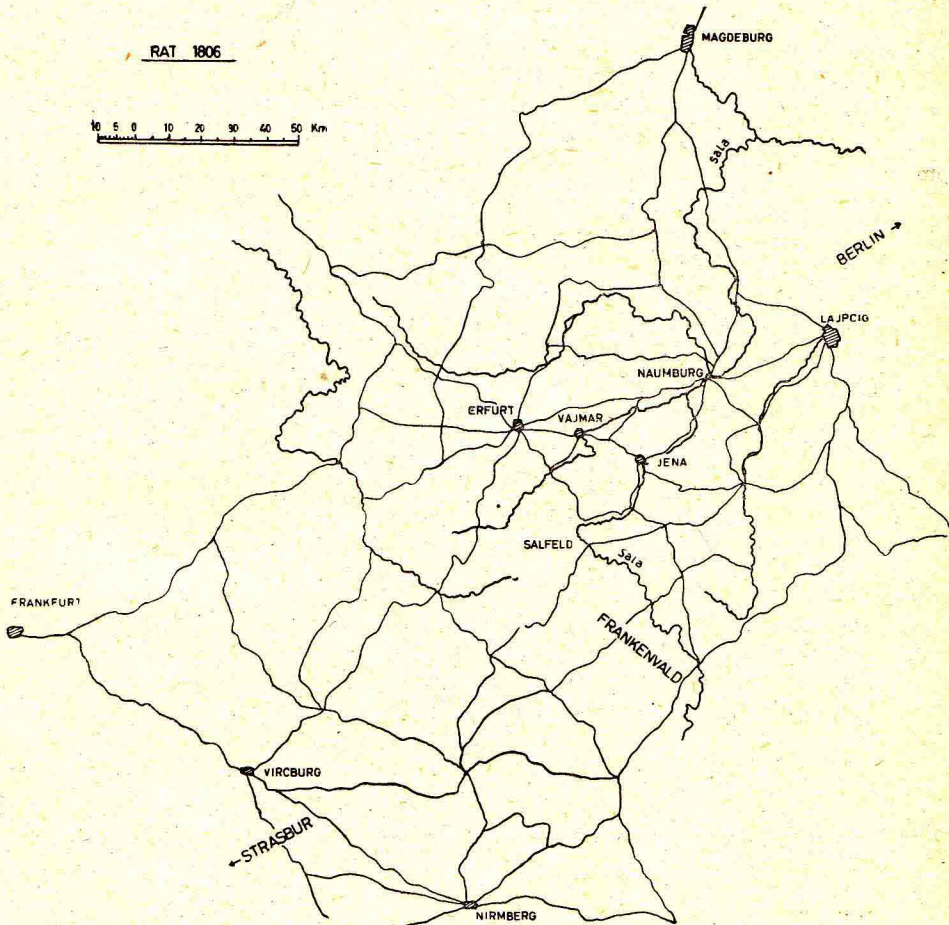 RAT 1806
10 5 0 10 20 30 40 50 Km
MAGDEBURG
Sala
BERLIN →
LAJPCIG
NAUMBURG
ERFURT
VAJMAR
JENA
SALFELD
Sala
FRANKFURT
FRANKENVALD
VIRCBURG
← STRASBUR
NIRMBERG